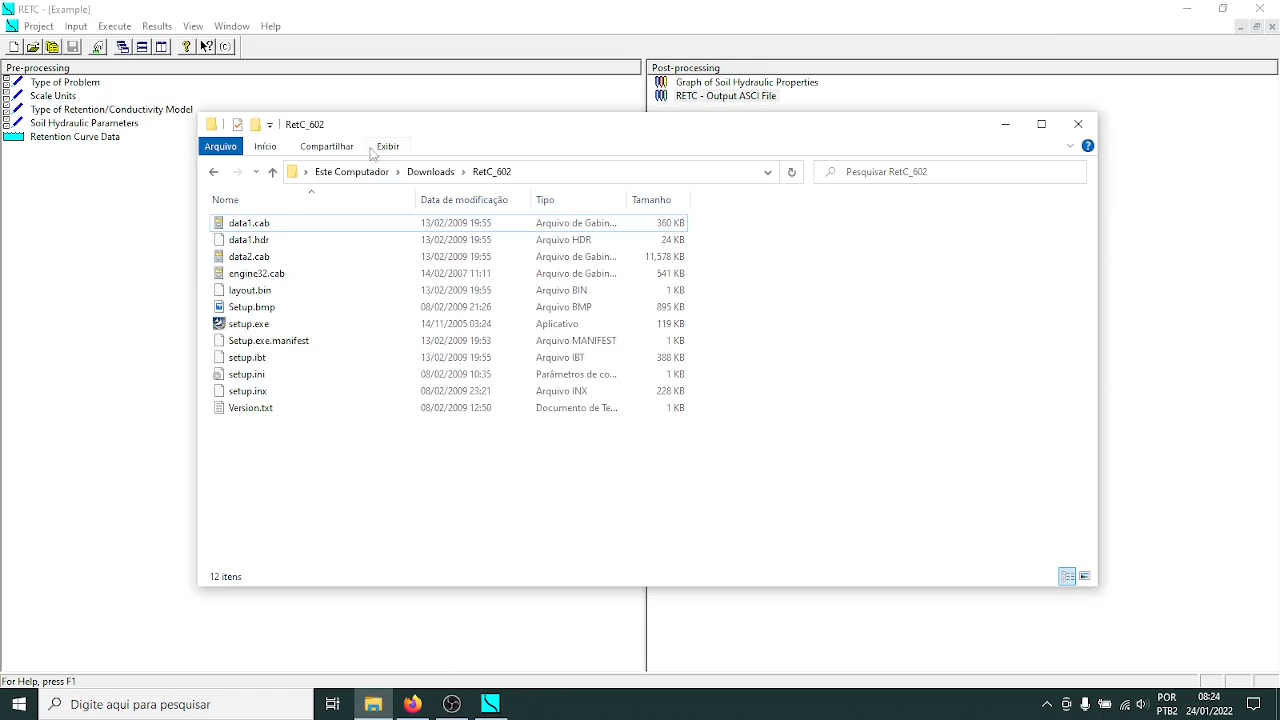 RETC - [Example]
Project Input Execute Results View Window Help
Pre-processing
Post-processing
Type of Problem
Scale Units
Type of Retention/Conductivity Model
Soil Hydraulic Parameters
Retention Curve Data
Graph of Soil Hydraulic Properties
RETC - Output ASCI File
RetC_602
Arquivo Início Compartilhar Exibir
Este Computador Downloads RetC_602
Pesquisar RetC_602
Nome Data de modificação Tipo Tamanho
data1.cab 13/02/2009 19:55 Arquivo de Gabin... 360 KB
data1.hdr 13/02/2009 19:55 Arquivo HDR 24 KB
data2.cab 13/02/2009 19:55 Arquivo de Gabin... 11,578 KB
engine32.cab 14/02/2007 11:11 Arquivo de Gabin... 541 KB
layout.bin 13/02/2009 19:55 Arquivo BIN 1 KB
Setup.bmp 08/02/2009 21:26 Arquivo BMP 895 KB
setup.exe 14/11/2005 03:24 Aplicativo 119 KB
Setup.exe.manifest 13/02/2009 19:53 Arquivo MANIFEST 1 KB
setup.ibt 13/02/2009 19:55 Arquivo IBT 388 KB
setup.ini 08/02/2009 10:35 Parâmetros de co... 1 KB
setup.inx 08/02/2009 23:21 Arquivo INX 228 KB
Version.txt 08/02/2009 12:50 Documento de Te... 1 KB
12 itens
For Help, press F1
Digite aqui para pesquisar
POR
PTB2
08:24
24/01/2022